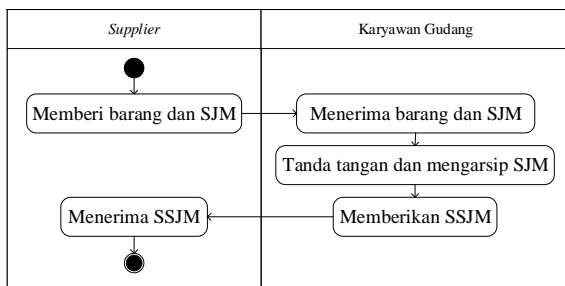 Supplier
Karyawan Gudang
Memberi barang dan SJM
Menerima barang dan SJM
Tanda tangan dan mengarsip SJM
Menerima SSJM
Memberikan SSJM